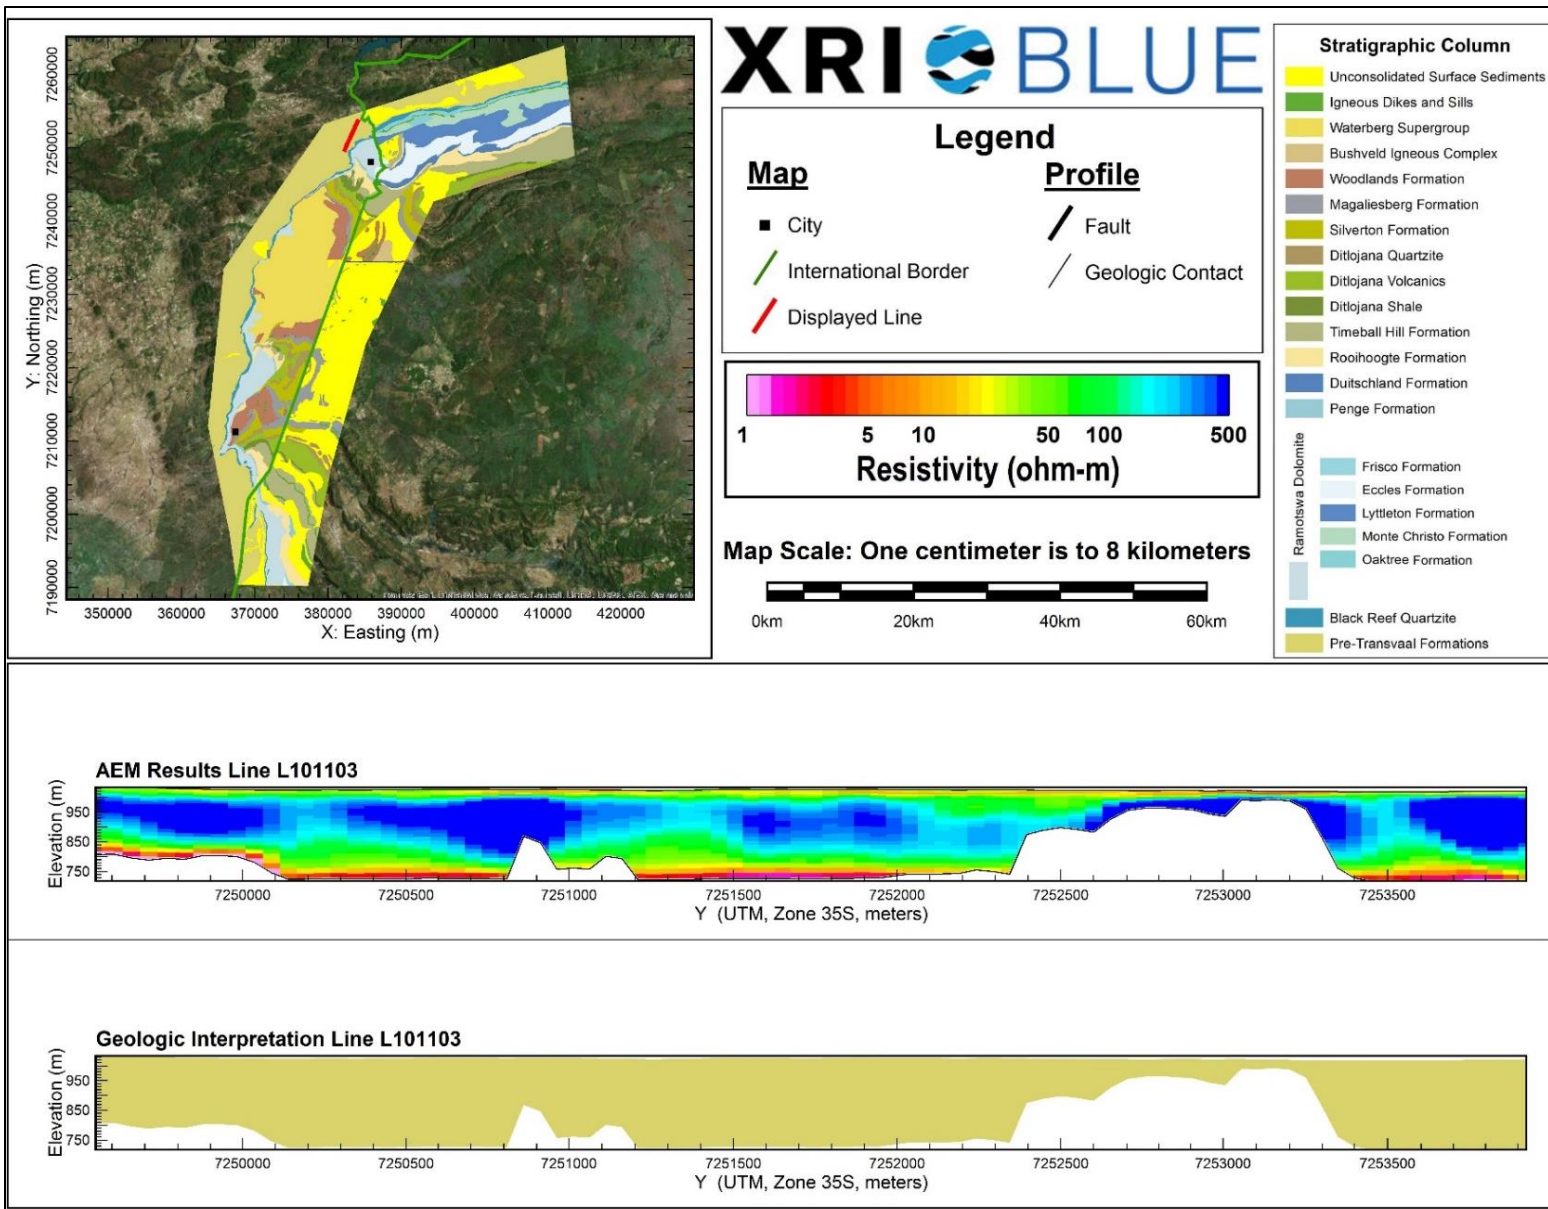 XRI BLUE
7190000 7200000 7210000 7220000 7230000 7240000 7250000 7260000
Y: Northing (m)
350000 360000 370000 380000 390000 400000 410000 420000
X: Easting (m)
Legend
Map
City
International Border
Displayed Line
Profile
Fault
Geologic Contact
1 5 10 50 100 500
Resistivity (ohm-m)
Map Scale: One centimeter is to 8 kilometers
0km 20km 40km 60km
Stratigraphic Column
Unconsolidated Surface Sediments
Igneous Dikes and Sills
Waterberg Supergroup
Bushveld Igneous Complex
Woodlands Formation
Magaliesberg Formation
Silverton Formation
Ditlojana Quartzite
Ditlojana Volcanics
Ditlojana Shale
Timeball Hill Formation
Rooihoogte Formation
Duitschland Formation
Penge Formation
Ramotswa Dolomite
Frisco Formation
Eccles Formation
Lyttleton Formation
Monte Christo Formation
Oaktree Formation
Black Reef Quartzite
Pre-Transvaal Formations
AEM Results Line L101103
Elevation (m)
950
850
750
7250000 7250500 7251000 7251500 7252000 7252500 7253000 7253500
Y (UTM, Zone 35S, meters)
Geologic Interpretation Line L101103
Elevation (m)
950
850
750
7250000 7250500 7251000 7251500 7252000 7252500 7253000 7253500
Y (UTM, Zone 35S, meters)